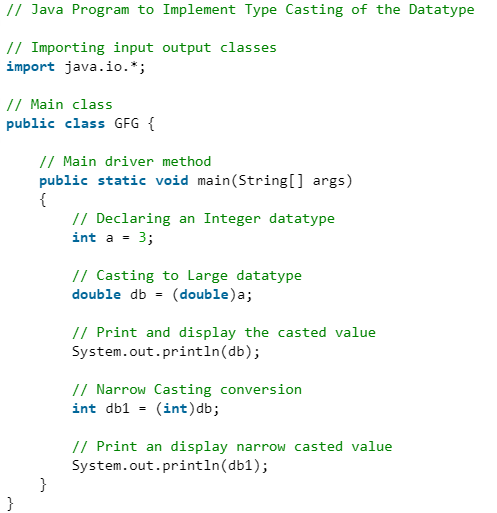 // Java Program to Implement Type Casting of the Datatype
// Importing input output classes
import java.io.*;
// Main class
public class GFG {
// Main driver method
public static void main(String[] args)
{
// Declaring an Integer datatype
int a = 3;
// Casting to Large datatype
double db = (double)a;
// Print and display the casted value
System.out.println(db);
// Narrow Casting conversion
int db1 = (int)db;
// Print an display narrow casted value
System.out.println(db1);
}
}